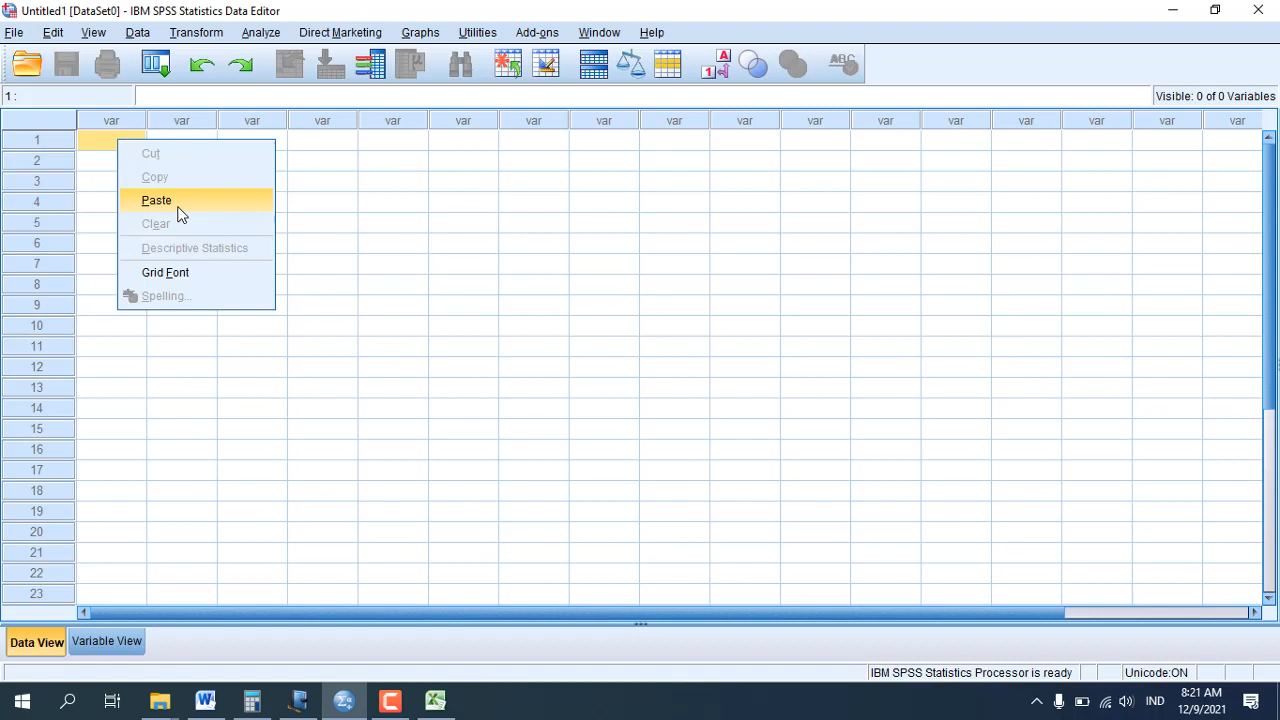 Untitled1 [DataSet0] - IBM SPSS Statistics Data Editor
File Edit View Data Transform Analyze Direct Marketing Graphs Utilities Add-ons Window Help
A
1
ABC
1 :
Visible: 0 of 0 Variables
var var var var var var var var var var var var var var var var var
1
Cut
2
Copy
3
Paste
4
Clear
5
Descriptive Statistics
6
Grid Font
7
Spelling...
8
9
10
11
12
13
14
15
16
17
18
19
20
21
22
23
Data View Variable View
IBM SPSS Statistics Processor is ready Unicode:ON
IND
8:21 AM
12/9/2021